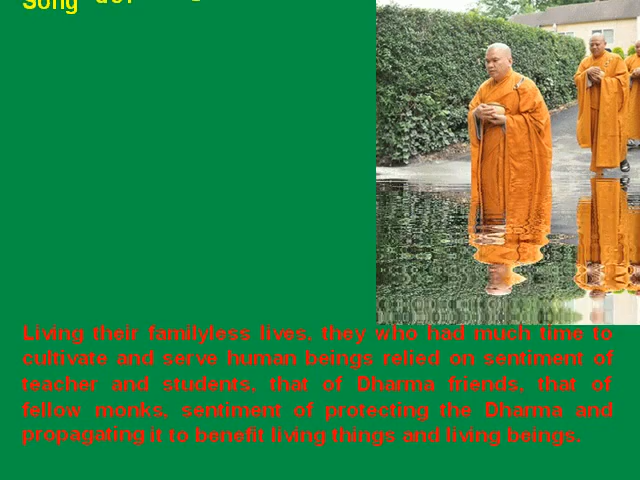 Song
Living their familyless lives, they who had much time to
cultivate and serve human beings relied on sentiment of
teacher and students, that of Dharma friends, that of
fellow monks, sentiment of protecting the Dharma and
propagating it to benefit living things and living beings.